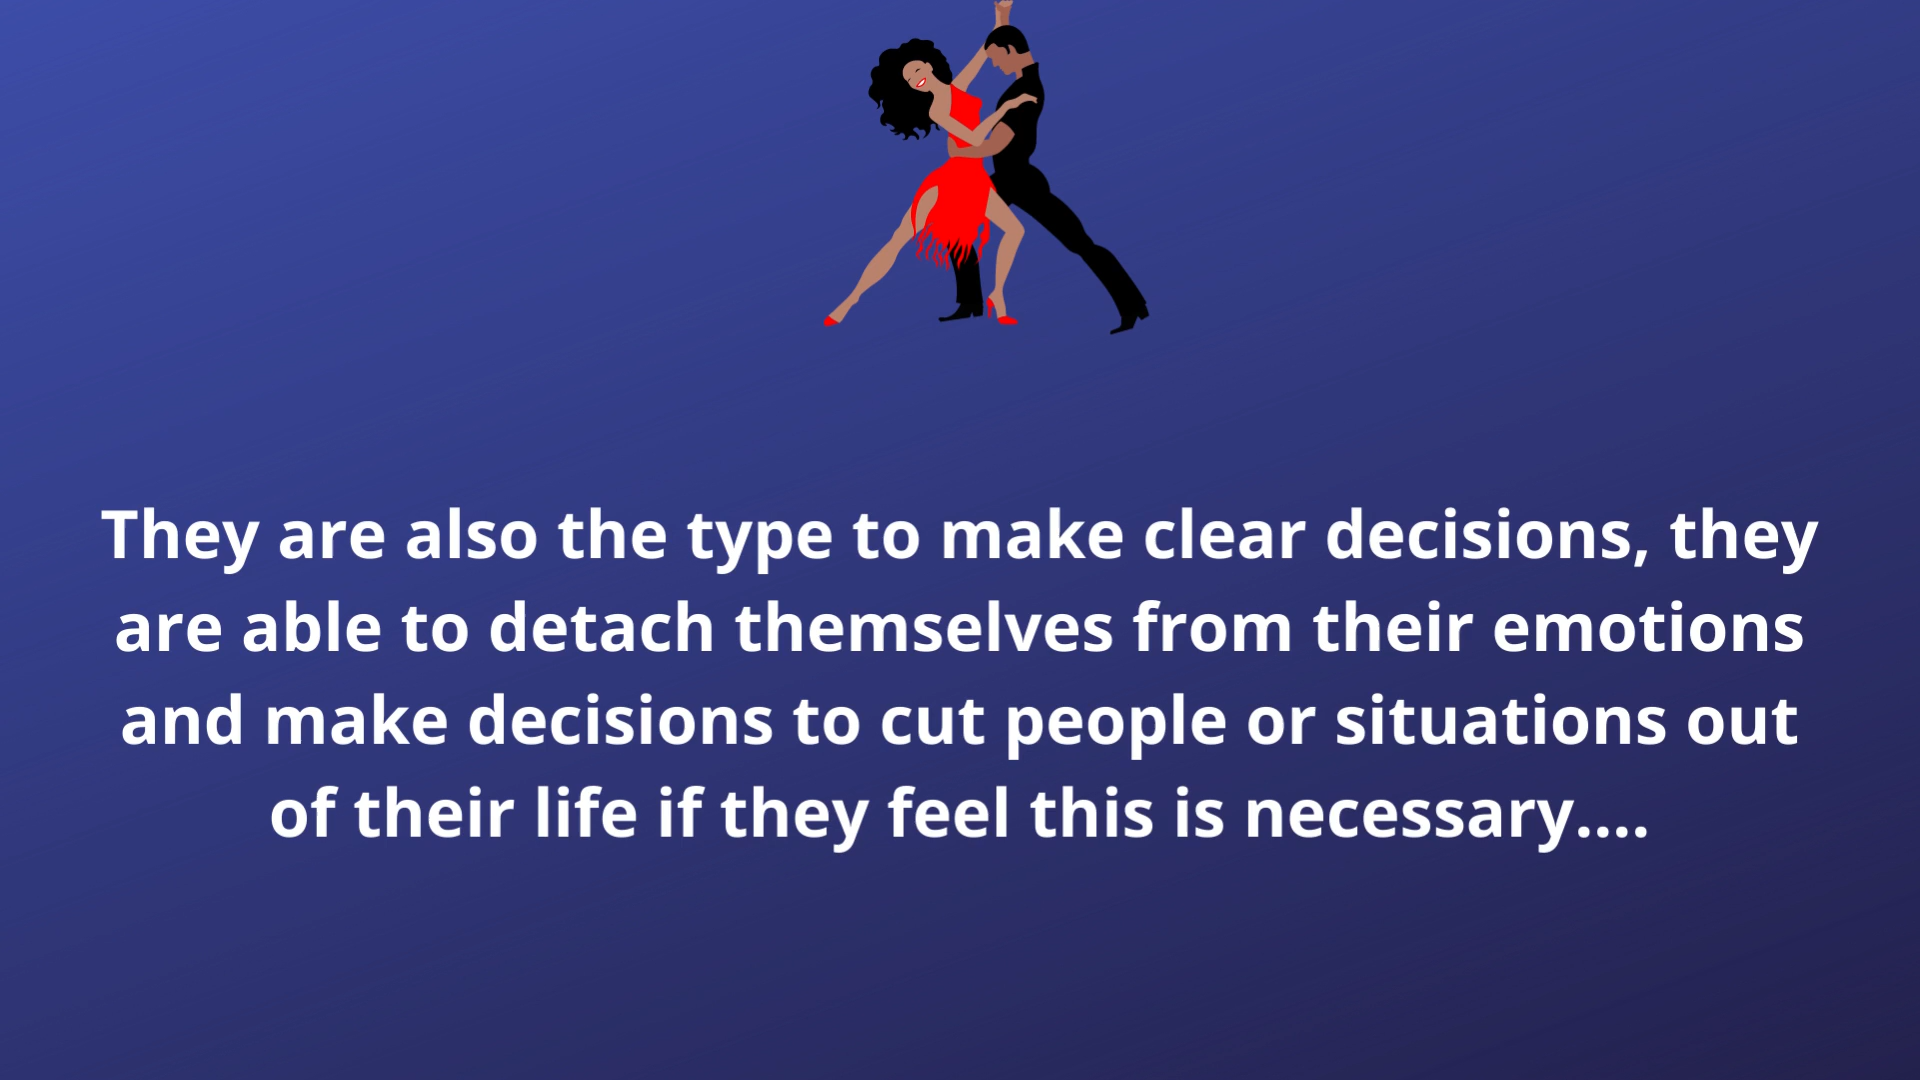 They are also the type to make clear decisions, they
are able to detach themselves from their emotions
and make decisions to cut people or situations out
of their life if they feel this is necessary....